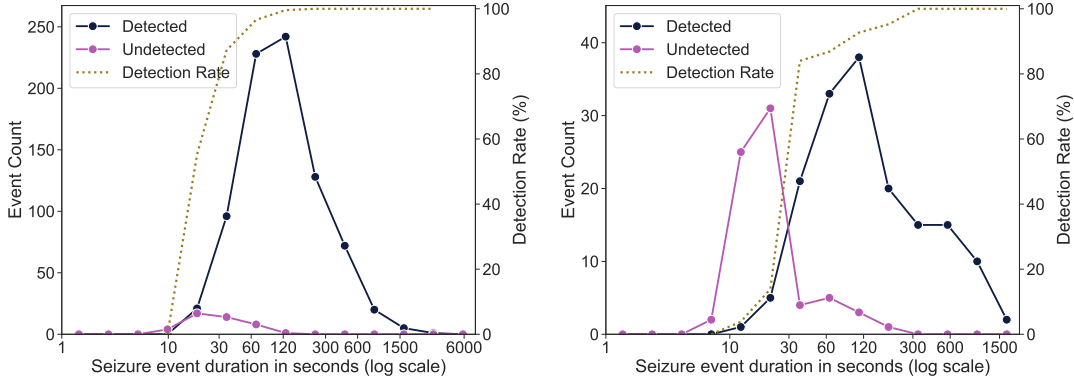 Detected
Undetected
Detection Rate
250
200
150
100
50
0
Event Count
100
80
60
40
20
0
Detection Rate (%)
1 10 30 60 120 300 600 1500 6000
Seizure event duration in seconds (log scale)
Detected
Undetected
Detection Rate
40
30
20
10
0
Event Count
100
80
60
40
20
0
Detection Rate (%)
1 10 30 60 120 300 600 1500
Seizure event duration in seconds (log scale)